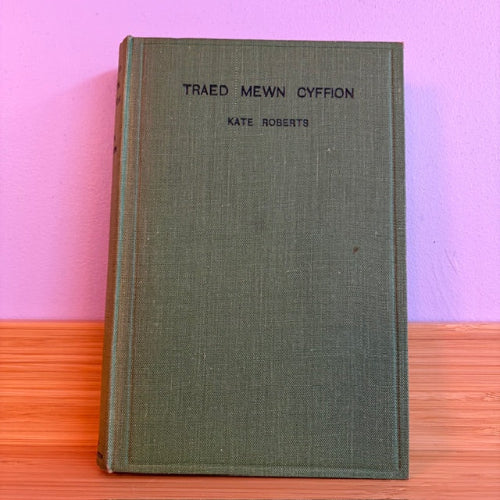 TRAED MEWN CYFFION
KATE ROBERTS